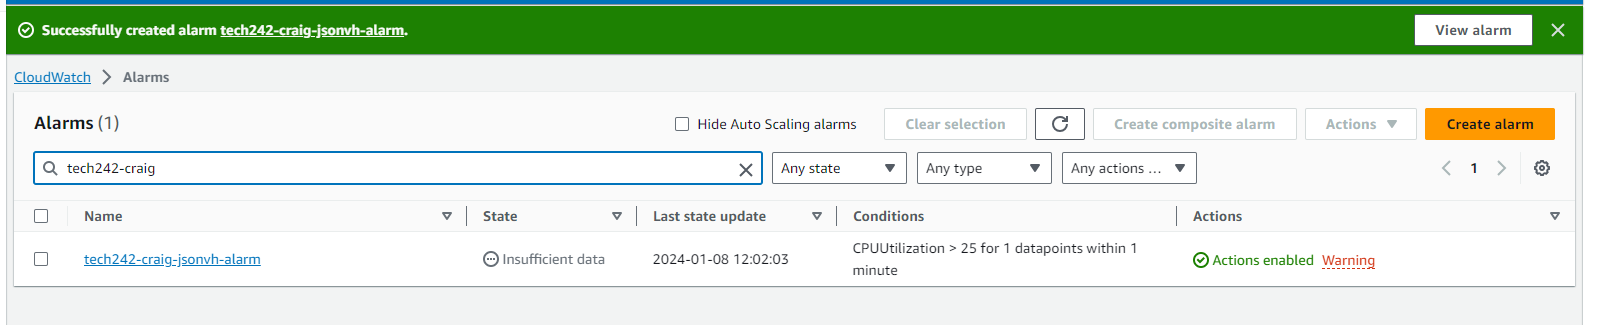 Successfully created alarm tech242-craig-jsonvh-alarm.
View alarm
CloudWatch
Alarms
Alarms (1)
Hide Auto Scaling alarms
Clear selection
Create composite alarm
Actions
Create alarm
tech242-craig
Any state
Any type
Any actions ...
1
Name
State
Last state update
Conditions
Actions
tech242-craig-jsonvh-alarm
Insufficient data
2024-01-08 12:02:03
CPUUtilization > 25 for 1 datapoints within 1
minute
Actions enabled
Warning